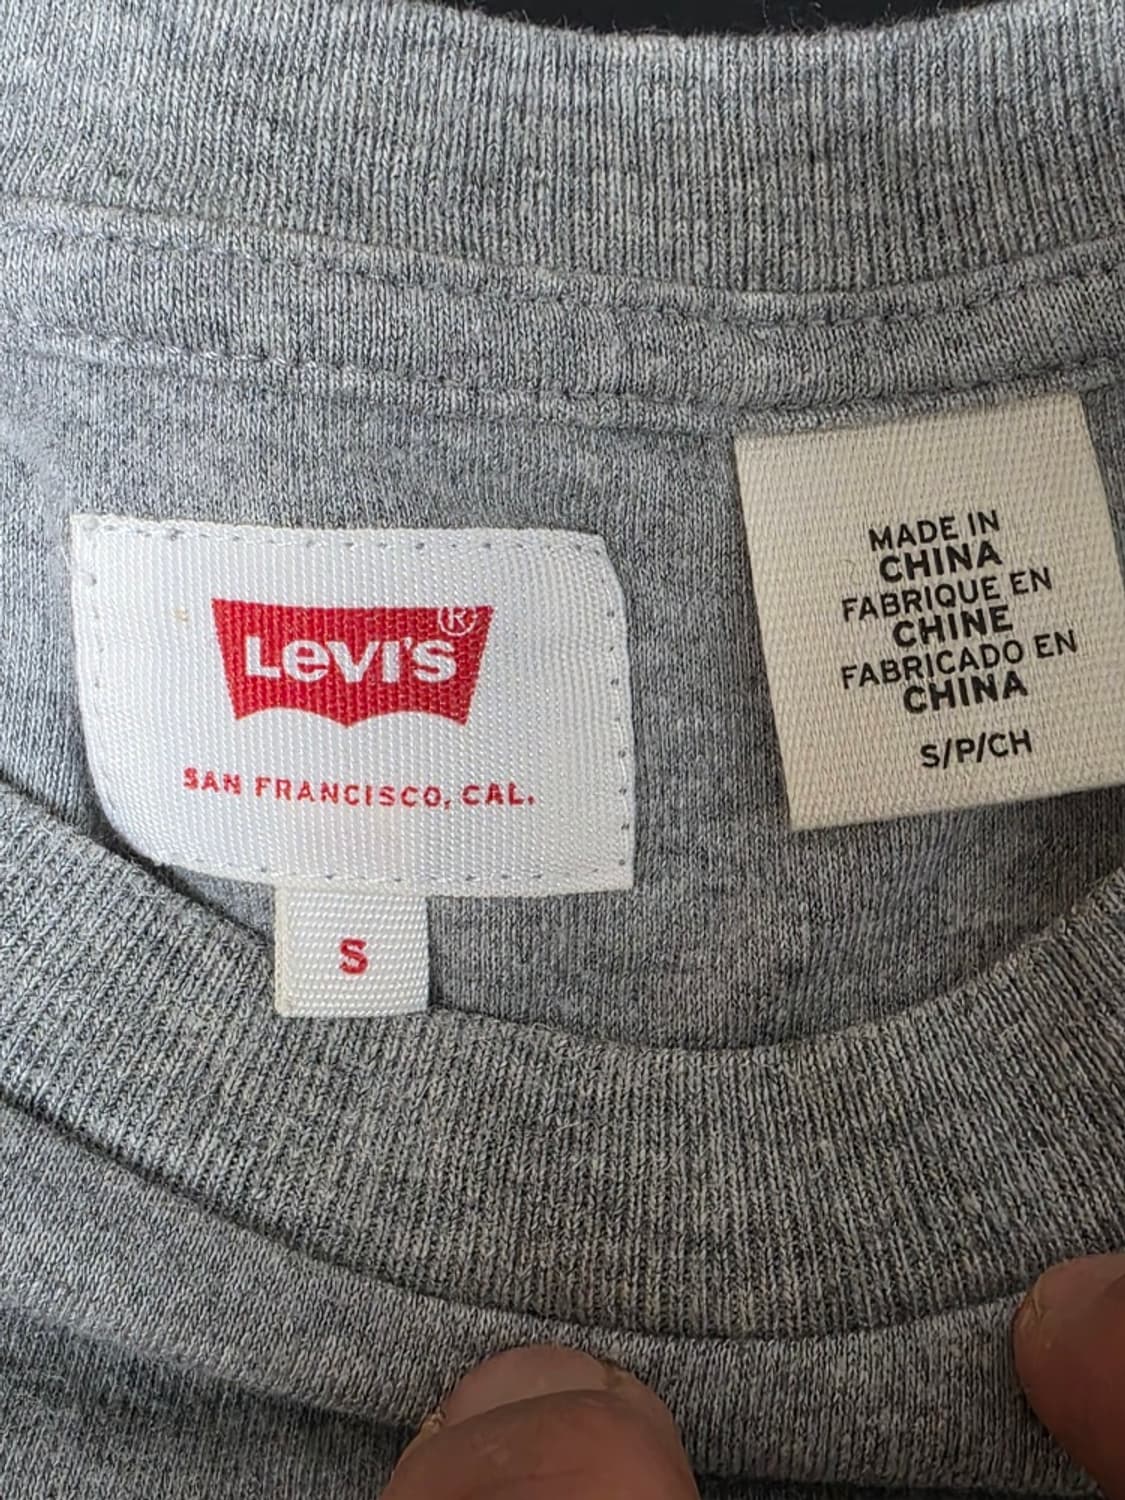 LEVI'S®
SAN FRANCISCO, CAL.
S
MADE IN
CHINA
FABRIQUE EN
CHINE
FABRICADO EN
CHINA
S/P/CH